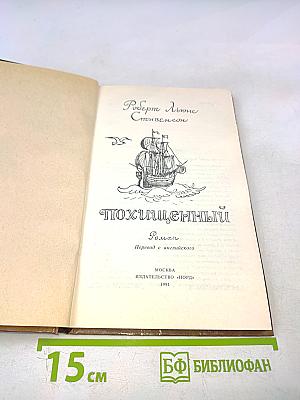 Роберт Льюис
Стивенсон
ПОХИЩЕННЫЙ
Роман
Перевод с английского
МОСКВА
ИЗДАТЕЛЬСТВО «НОРД»
1991
15 см
БФ БИБЛИОФАН